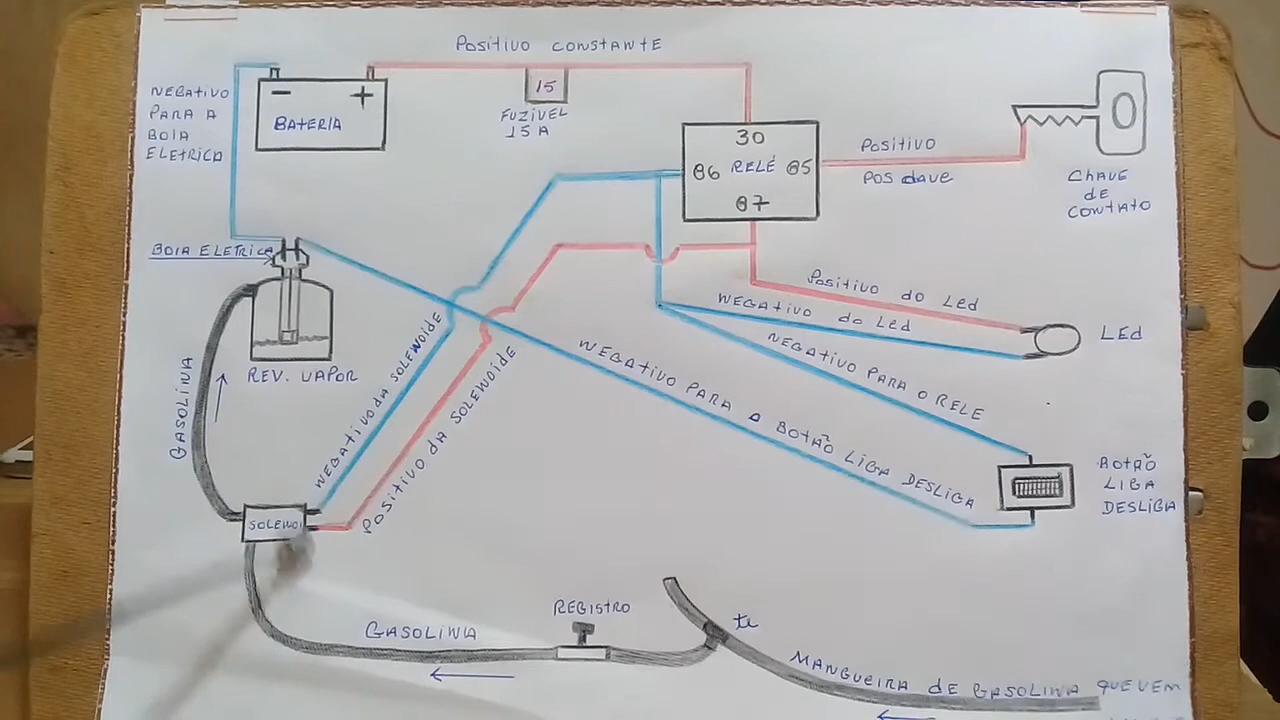 POSITIVO CONSTANTE
NEGATIVO
PARA A
BOIA
ELETRICA
−
+
BATERIA
15
FUZÍVEL
15 A
30
86 RELÉ 85
87
POSITIVO
POS CHAVE
CHAVE
DE
CONTATO
BOIA ELETRICA
POSITIVO DO LED
NEGATIVO DO LED
LED
NEGATIVO PARA O RELE
REV. VAPOR
GASOLINA
NEGATIVO DA SOLENOIDE
POSITIVO DA SOLENOIDE
NEGATIVO PARA O BOTÃO LIGA DESLIGA
BOTÃO
LIGA
DESLIGA
SOLENOI
REGISTRO
GASOLINA
te
MANGUEIRA DE GASOLINA QUE VEM